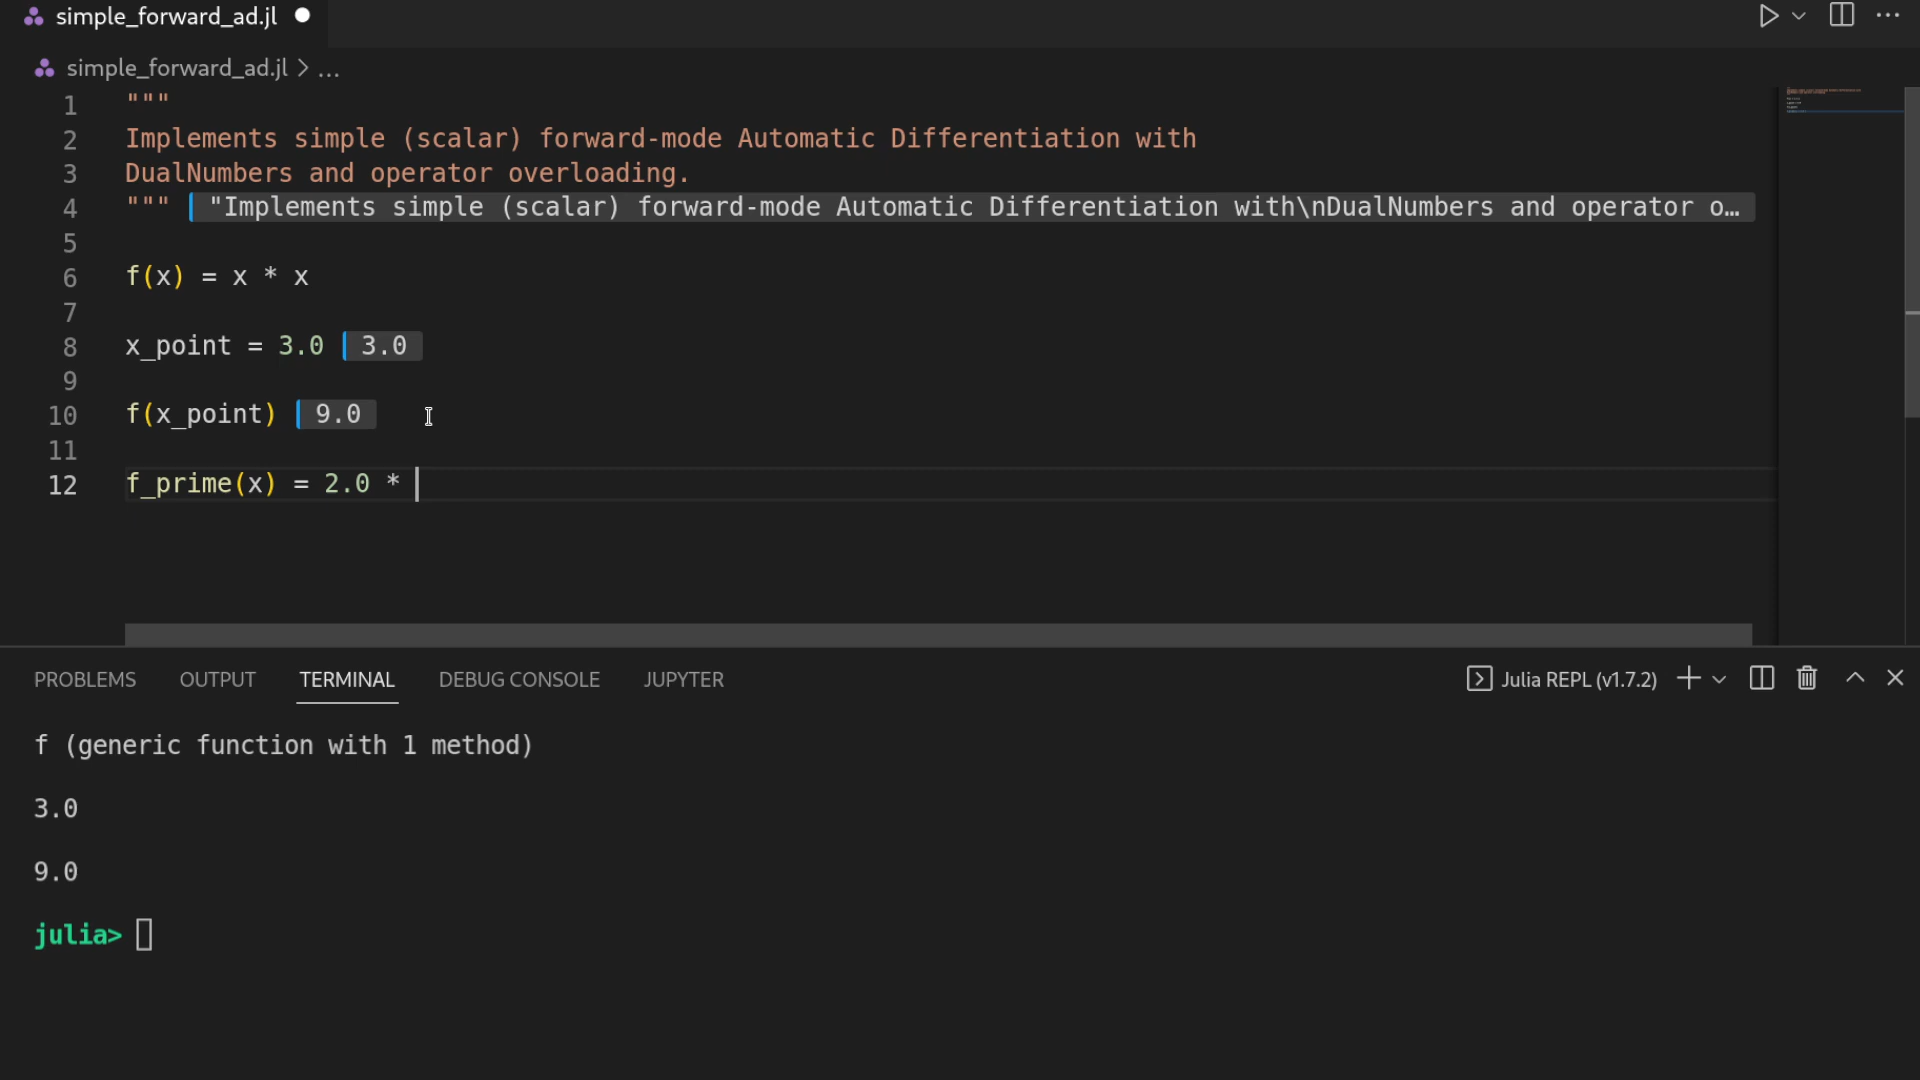 simple_forward_ad.jl
simple_forward_ad.jl > ...
1 """
2 Implements simple (scalar) forward-mode Automatic Differentiation with
3 DualNumbers and operator overloading.
4 """ "Implements simple (scalar) forward-mode Automatic Differentiation with\nDualNumbers and operator o…
5
6 f(x) = x * x
7
8 x_point = 3.0 3.0
9
10 f(x_point) 9.0
11
12 f_prime(x) = 2.0 *
PROBLEMS OUTPUT TERMINAL DEBUG CONSOLE JUPYTER Julia REPL (v1.7.2)
f (generic function with 1 method)
3.0
9.0
julia>